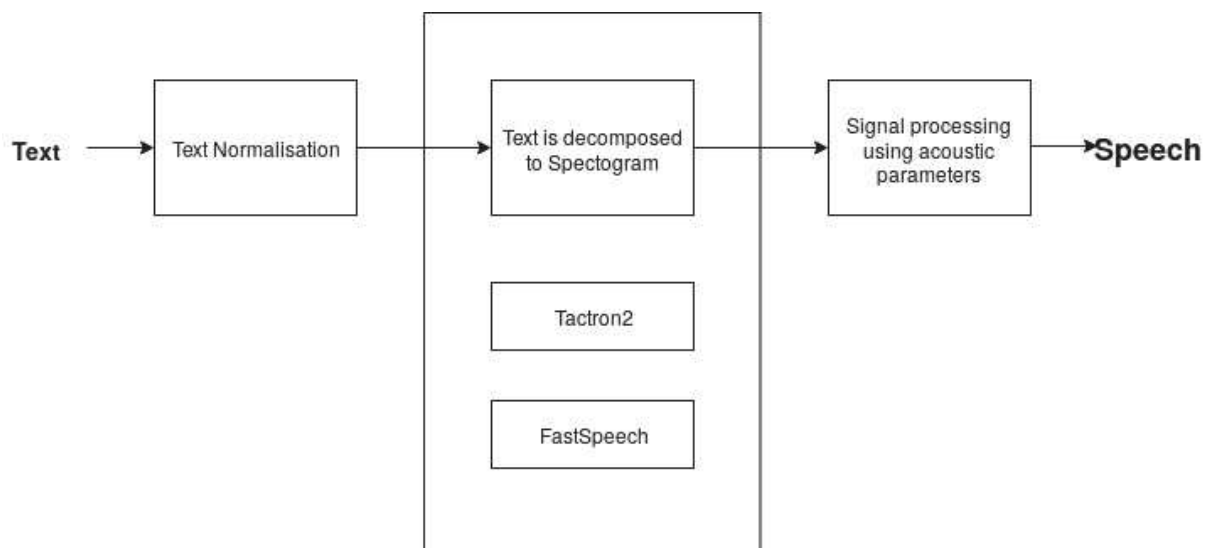 Text
Text Normalisation
Text is decomposed
to Spectogram
Signal processing
using acoustic
parameters
Speech
Tactron2
FastSpeech